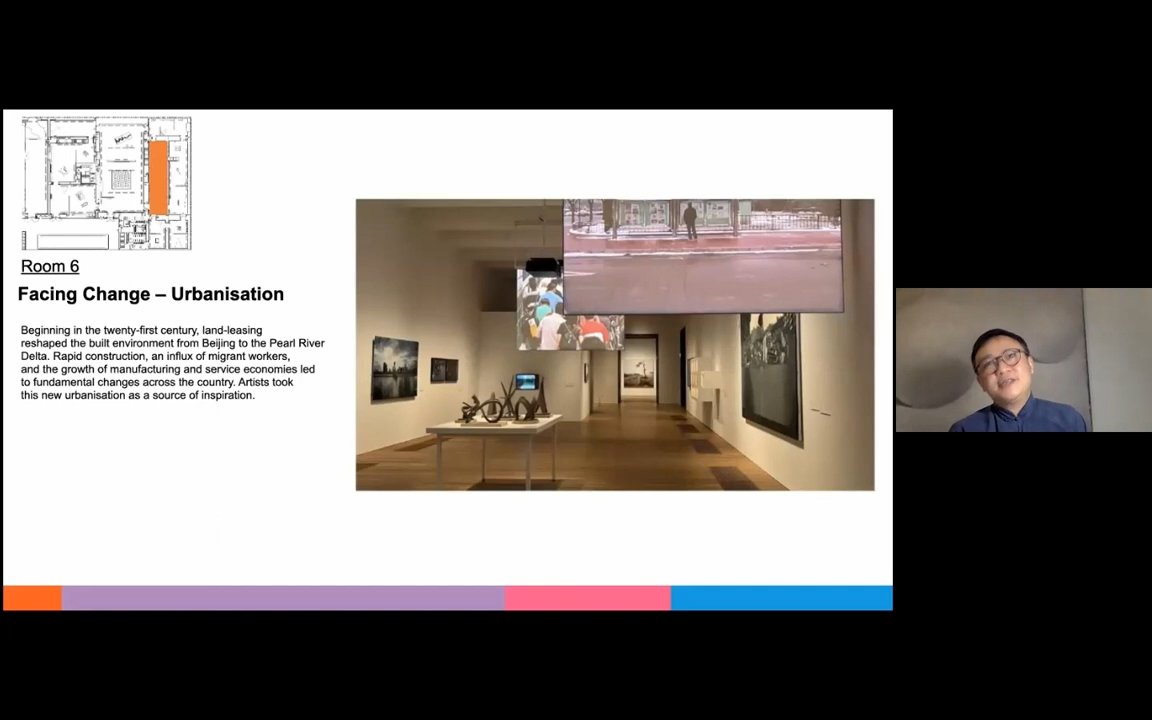 Room 6
Facing Change – Urbanisation
Beginning in the twenty-first century, land-leasing
reshaped the built environment from Beijing to the Pearl River
Delta. Rapid construction, an influx of migrant workers,
and the growth of manufacturing and service economies led
to fundamental changes across the country. Artists took
this new urbanisation as a source of inspiration.